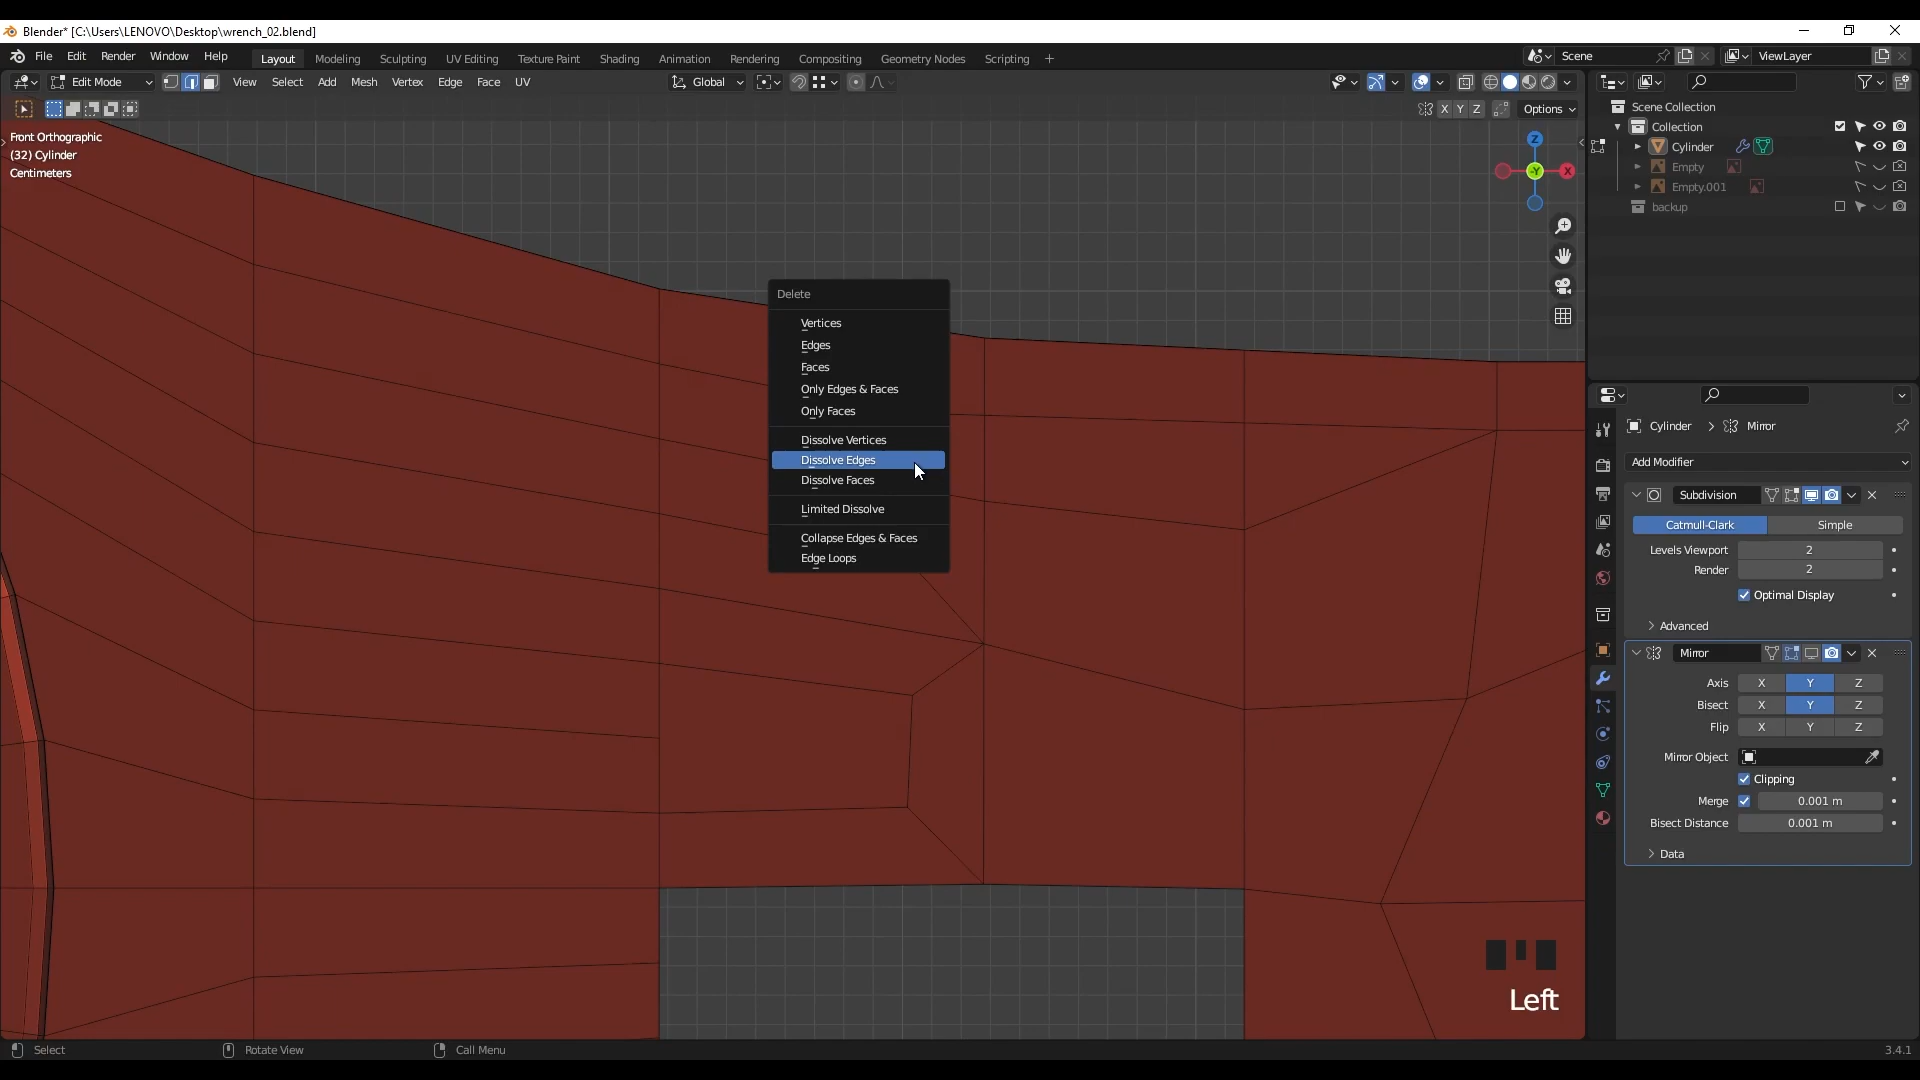 Blender* [C:\Users\LENOVO\Desktop\wrench_02.blend]
File Edit Render Window Help Layout Modeling Sculpting UV Editing Texture Paint Shading Animation Rendering Compositing Geometry Nodes Scripting + Scene ViewLayer
Edit Mode View Select Add Mesh Vertex Edge Face UV Global
X Y Z Options
Front Orthographic
(32) Cylinder
Centimeters
Z
-Y
X
Delete
Vertices
Edges
Faces
Only Edges & Faces
Only Faces
Dissolve Vertices
Dissolve Edges
Dissolve Faces
Limited Dissolve
Collapse Edges & Faces
Edge Loops
Scene Collection
Collection
Cylinder
Empty
Empty.001
backup
Cylinder > Mirror
Add Modifier
Subdivision
Catmull-Clark Simple
Levels Viewport 2
Render 2
Optimal Display
Advanced
Mirror
Axis X Y Z
Bisect X Y Z
Flip X Y Z
Mirror Object
Clipping
Merge 0.001 m
Bisect Distance 0.001 m
Data
Left
Select Rotate View Call Menu 3.4.1